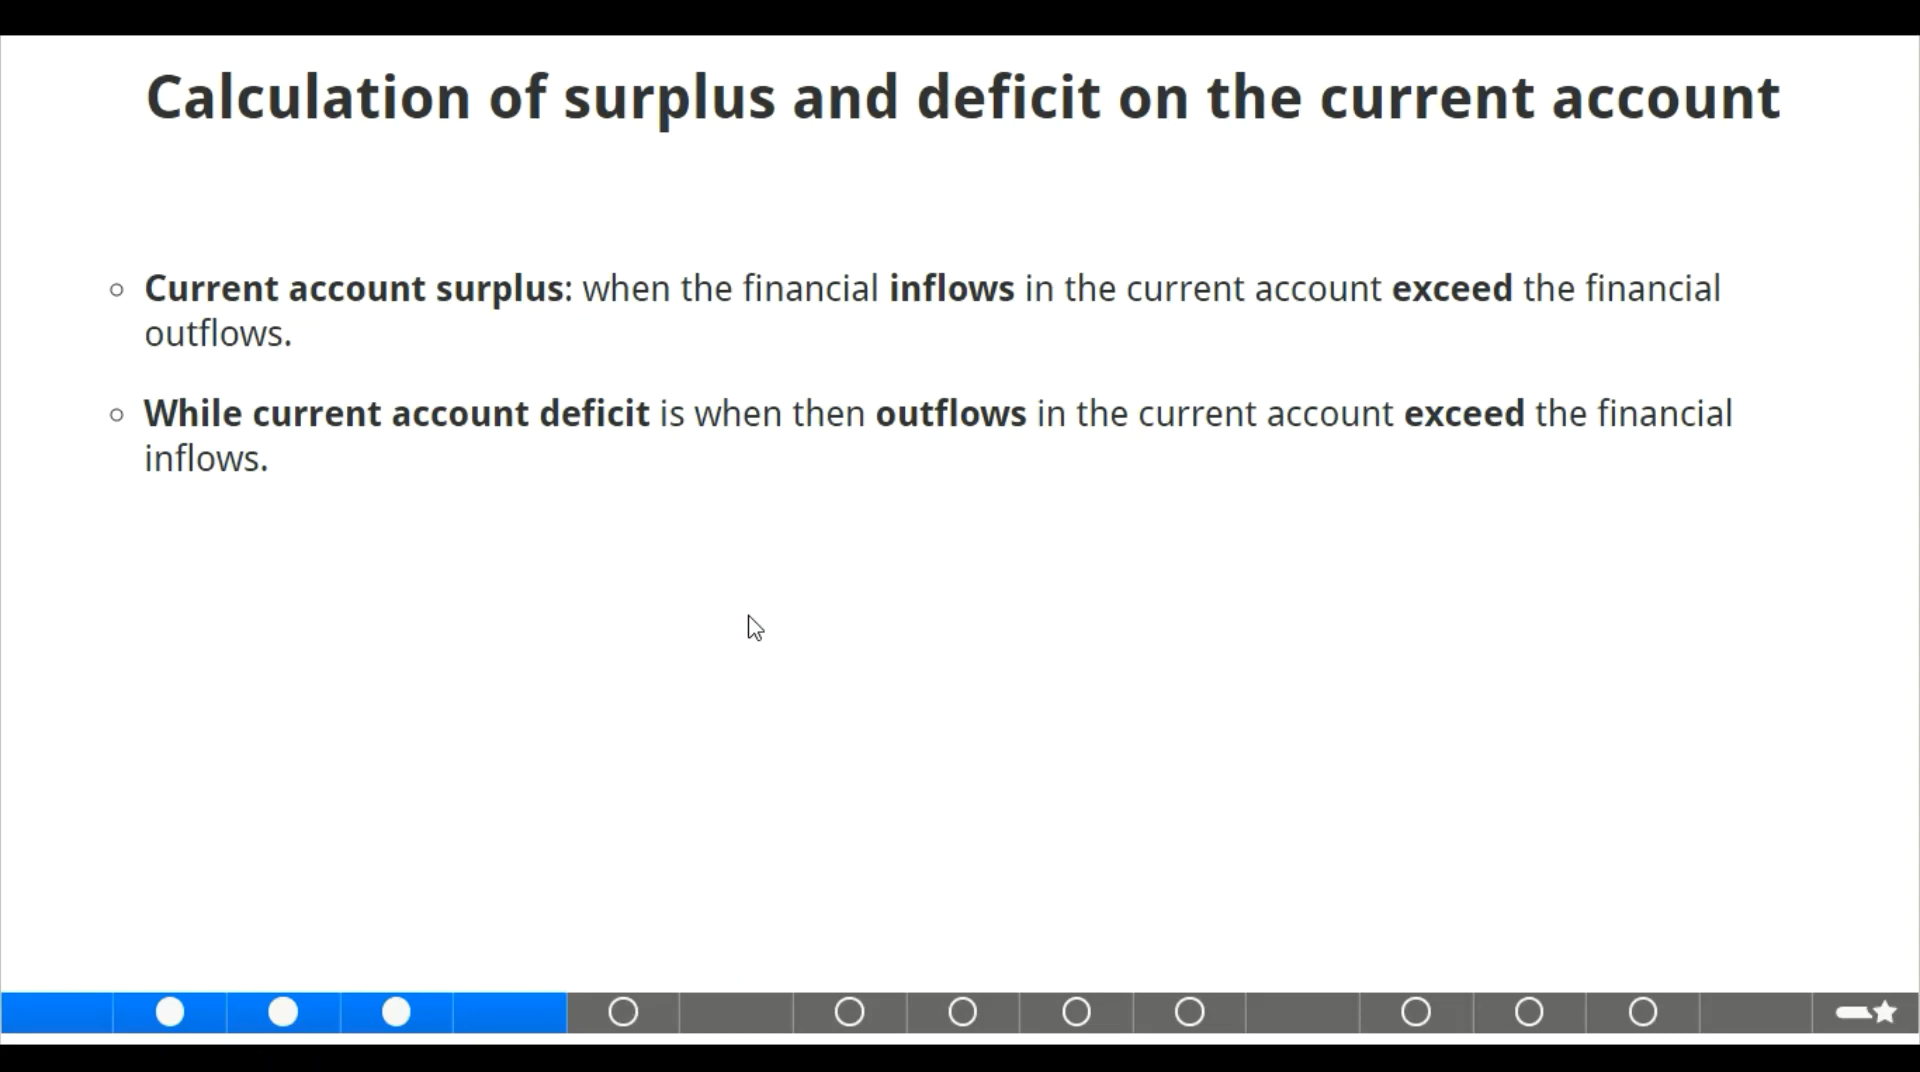 Calculation of surplus and deficit on the current account
Current account surplus: when the financial inflows in the current account exceed the financial
outflows.
While current account deficit is when then outflows in the current account exceed the financial
inflows.